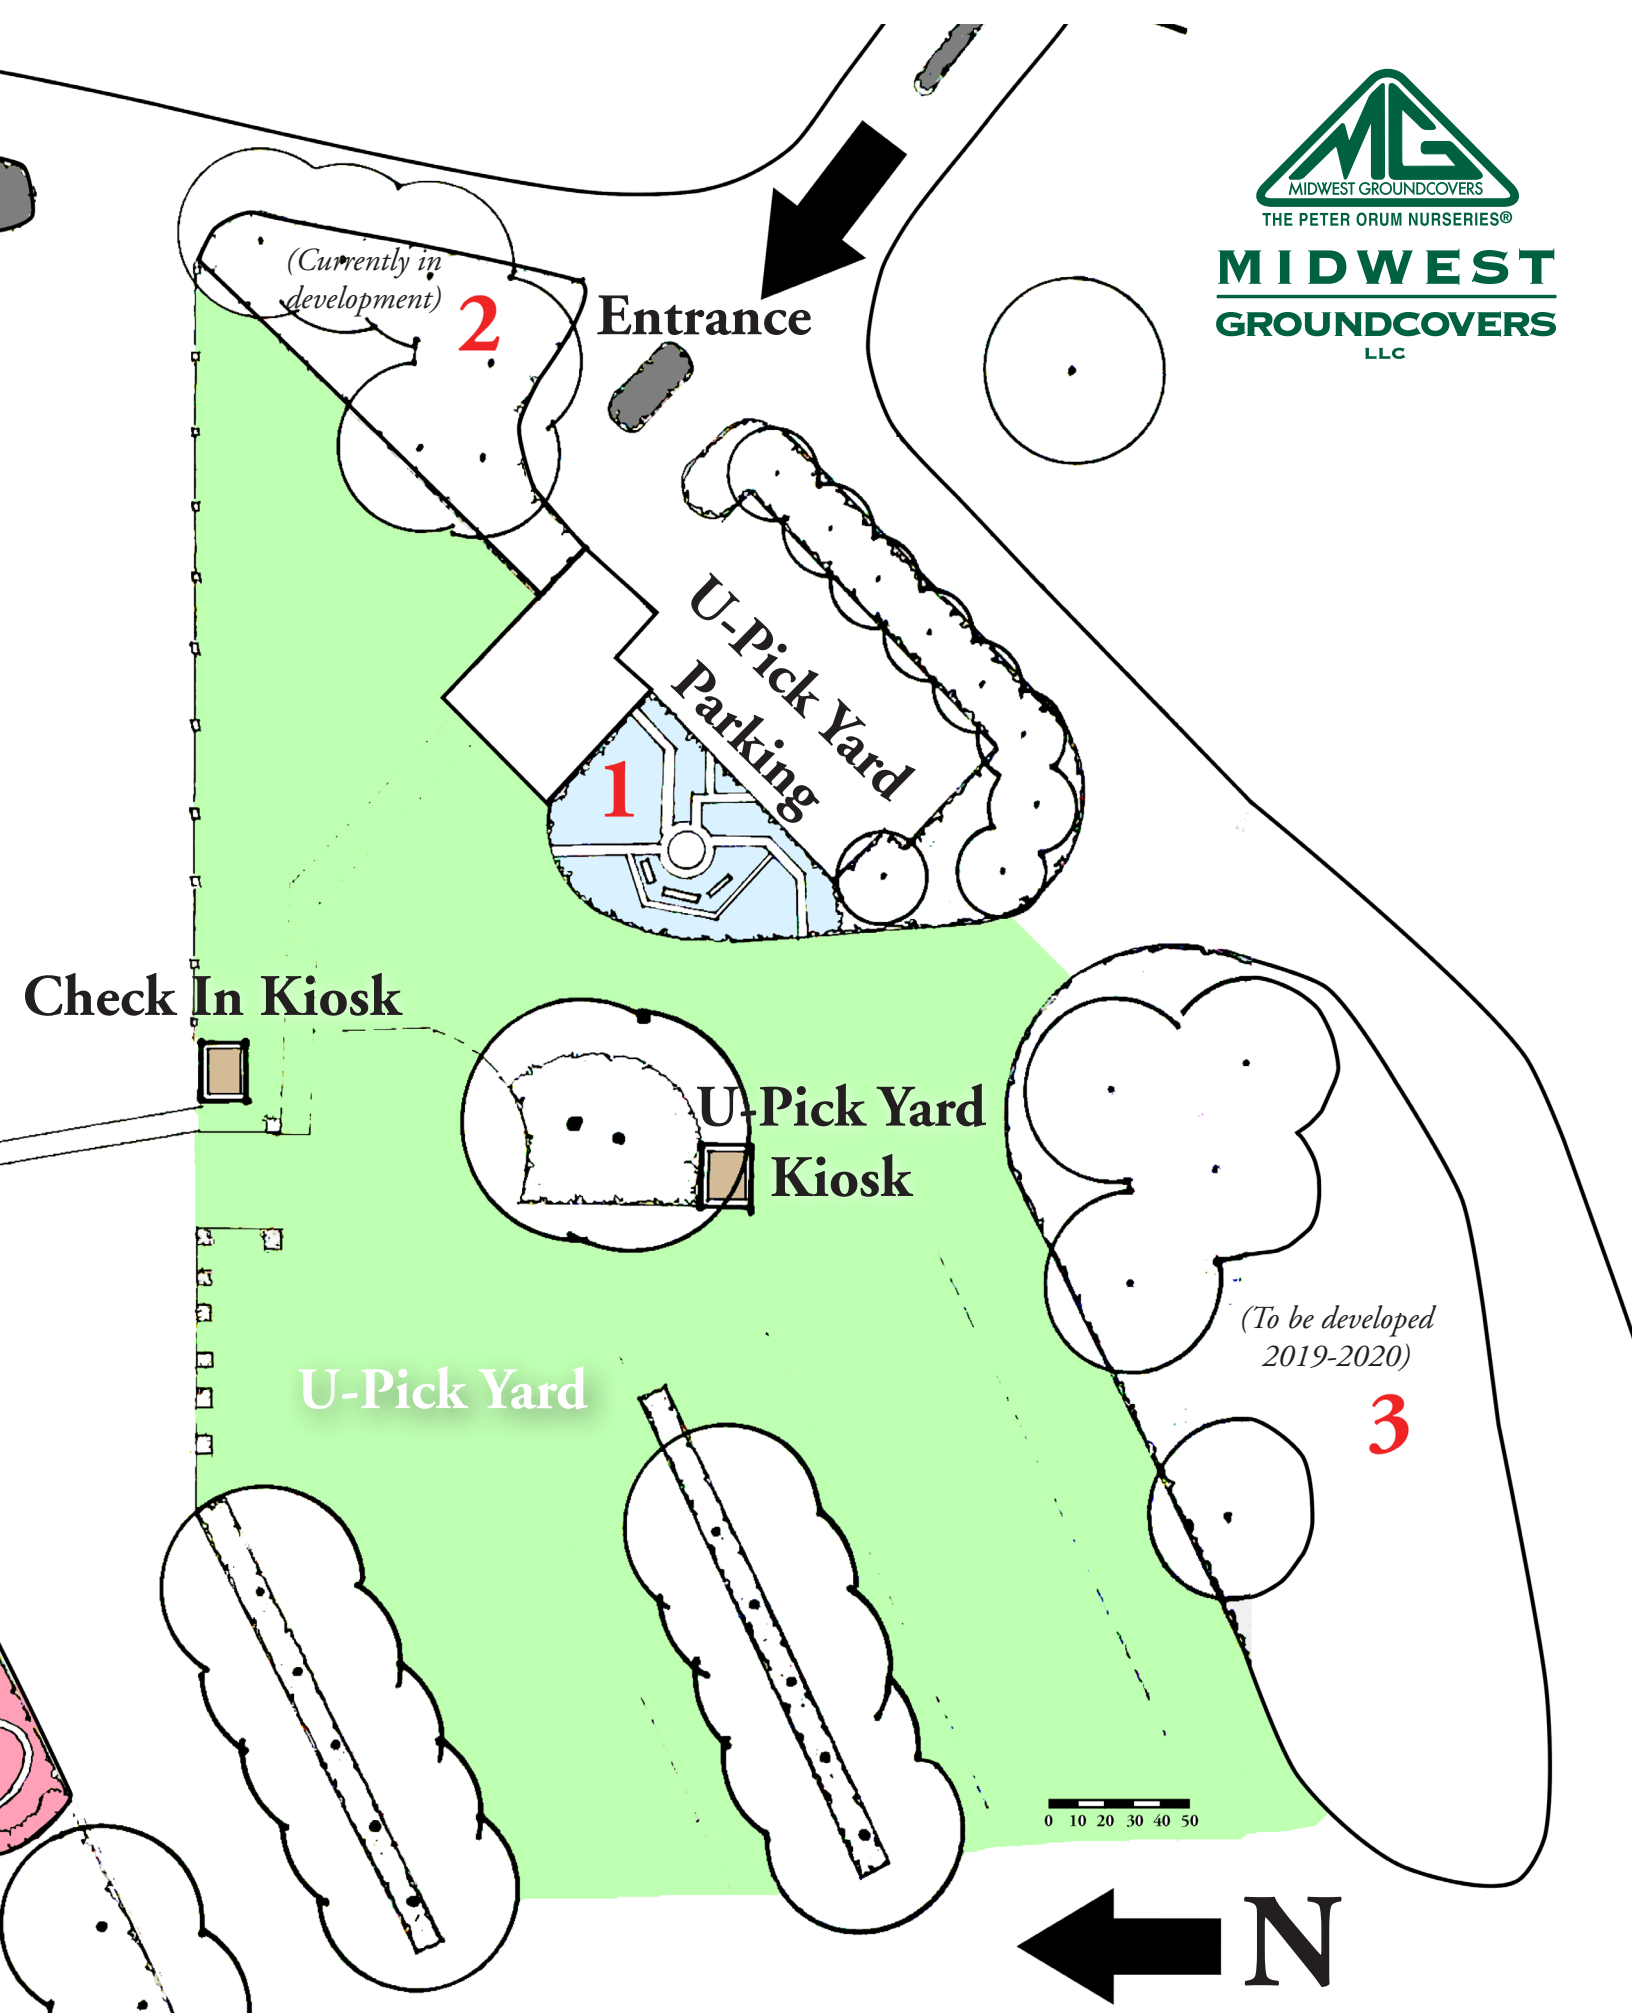 MG
MIDWEST GROUNDCOVERS
THE PETER ORUM NURSERIES®
MIDWEST
GROUNDCOVERS
LLC
(Currently in
development)
2
Entrance
U-Pick Yard
Parking
1
Check In Kiosk
U-Pick Yard
Kiosk
(To be developed
2019-2020)
3
U-Pick Yard
0 10 20 30 40 50
N